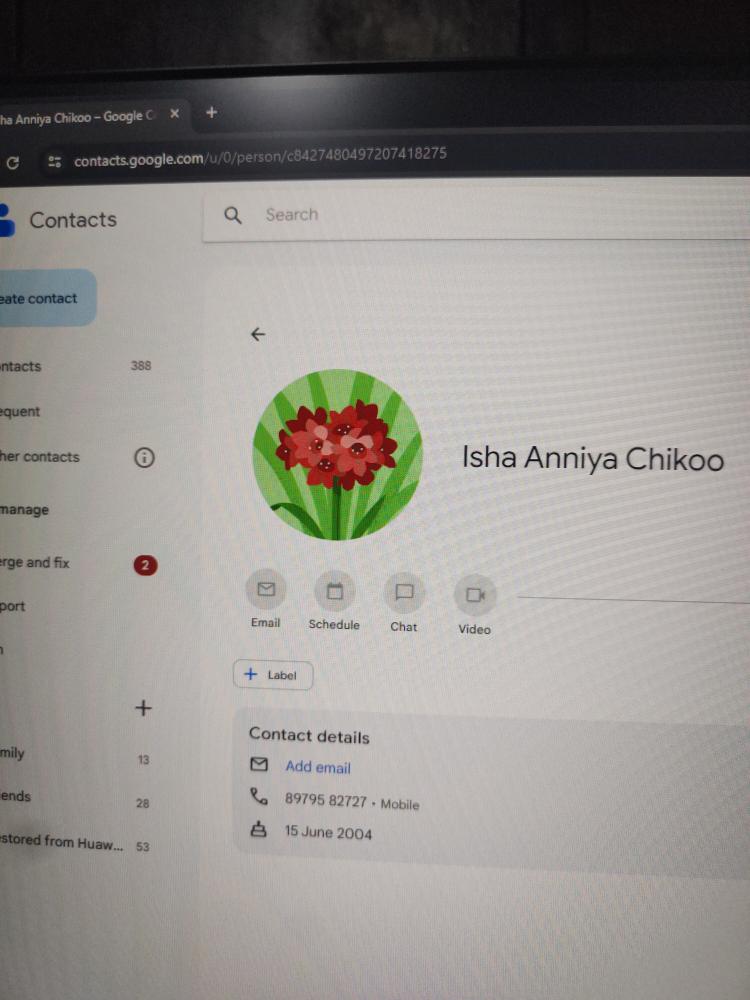 ha Anniya Chikoo – Google C
contacts.google.com/u/0/person/c8427480497207418275
Contacts
Search
eate contact
ntacts 388
equent
her contacts
manage
erge and fix 2
port
n
Isha Anniya Chikoo
Email Schedule Chat Video
+ Label
mily 13
ends 28
estored from Huaw... 53
Contact details
Add email
89795 82727 • Mobile
15 June 2004